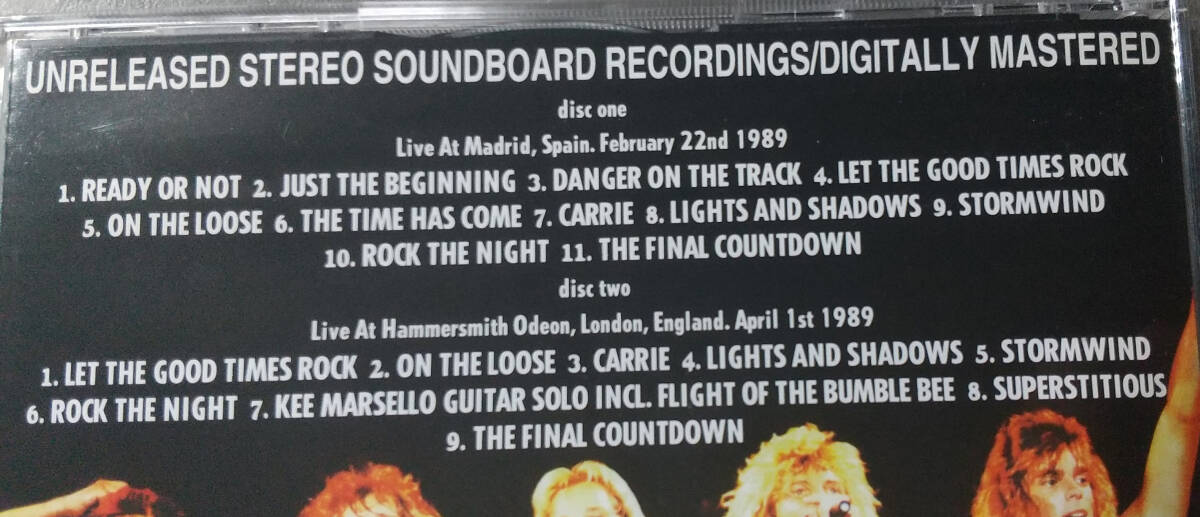 UNRELEASED STEREO SOUNDBOARD RECORDINGS/DIGITALLY MASTERED
disc one
Live At Madrid, Spain. February 22nd 1989
1. READY OR NOT 2. JUST THE BEGINNING 3. DANGER ON THE TRACK 4. LET THE GOOD TIMES ROCK
5. ON THE LOOSE 6. THE TIME HAS COME 7. CARRIE 8. LIGHTS AND SHADOWS 9. STORMWIND
10. ROCK THE NIGHT 11. THE FINAL COUNTDOWN
disc two
Live At Hammersmith Odeon, London, England. April 1st 1989
1. LET THE GOOD TIMES ROCK 2. ON THE LOOSE 3. CARRIE 4. LIGHTS AND SHADOWS 5. STORMWIND
6. ROCK THE NIGHT 7. KEE MARSELLO GUITAR SOLO INCL. FLIGHT OF THE BUMBLE BEE 8. SUPERSTITIOUS
9. THE FINAL COUNTDOWN